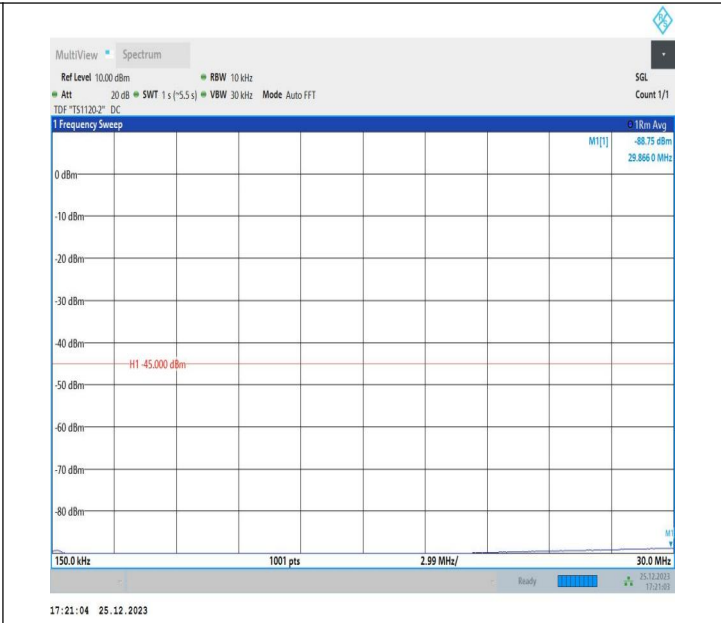 R
S
MultiView Spectrum
Ref Level 10.00 dBm RBW 10 kHz SGL
Att 20 dB SWT 1 s (~5.5 s) VBW 30 kHz Mode Auto FFT Count 1/1
TDF "TS1120-2" DC
1 Frequency Sweep 1Rm Avg
M1[1] -88.75 dBm
29.866 0 MHz
0 dBm
-10 dBm
-20 dBm
-30 dBm
-40 dBm
H1 -45.000 dBm
-50 dBm
-60 dBm
-70 dBm
-80 dBm
M1
150.0 kHz 1001 pts 2.99 MHz/ 30.0 MHz
Ready 25.12.2023
17:21:03
17:21:04 25.12.2023